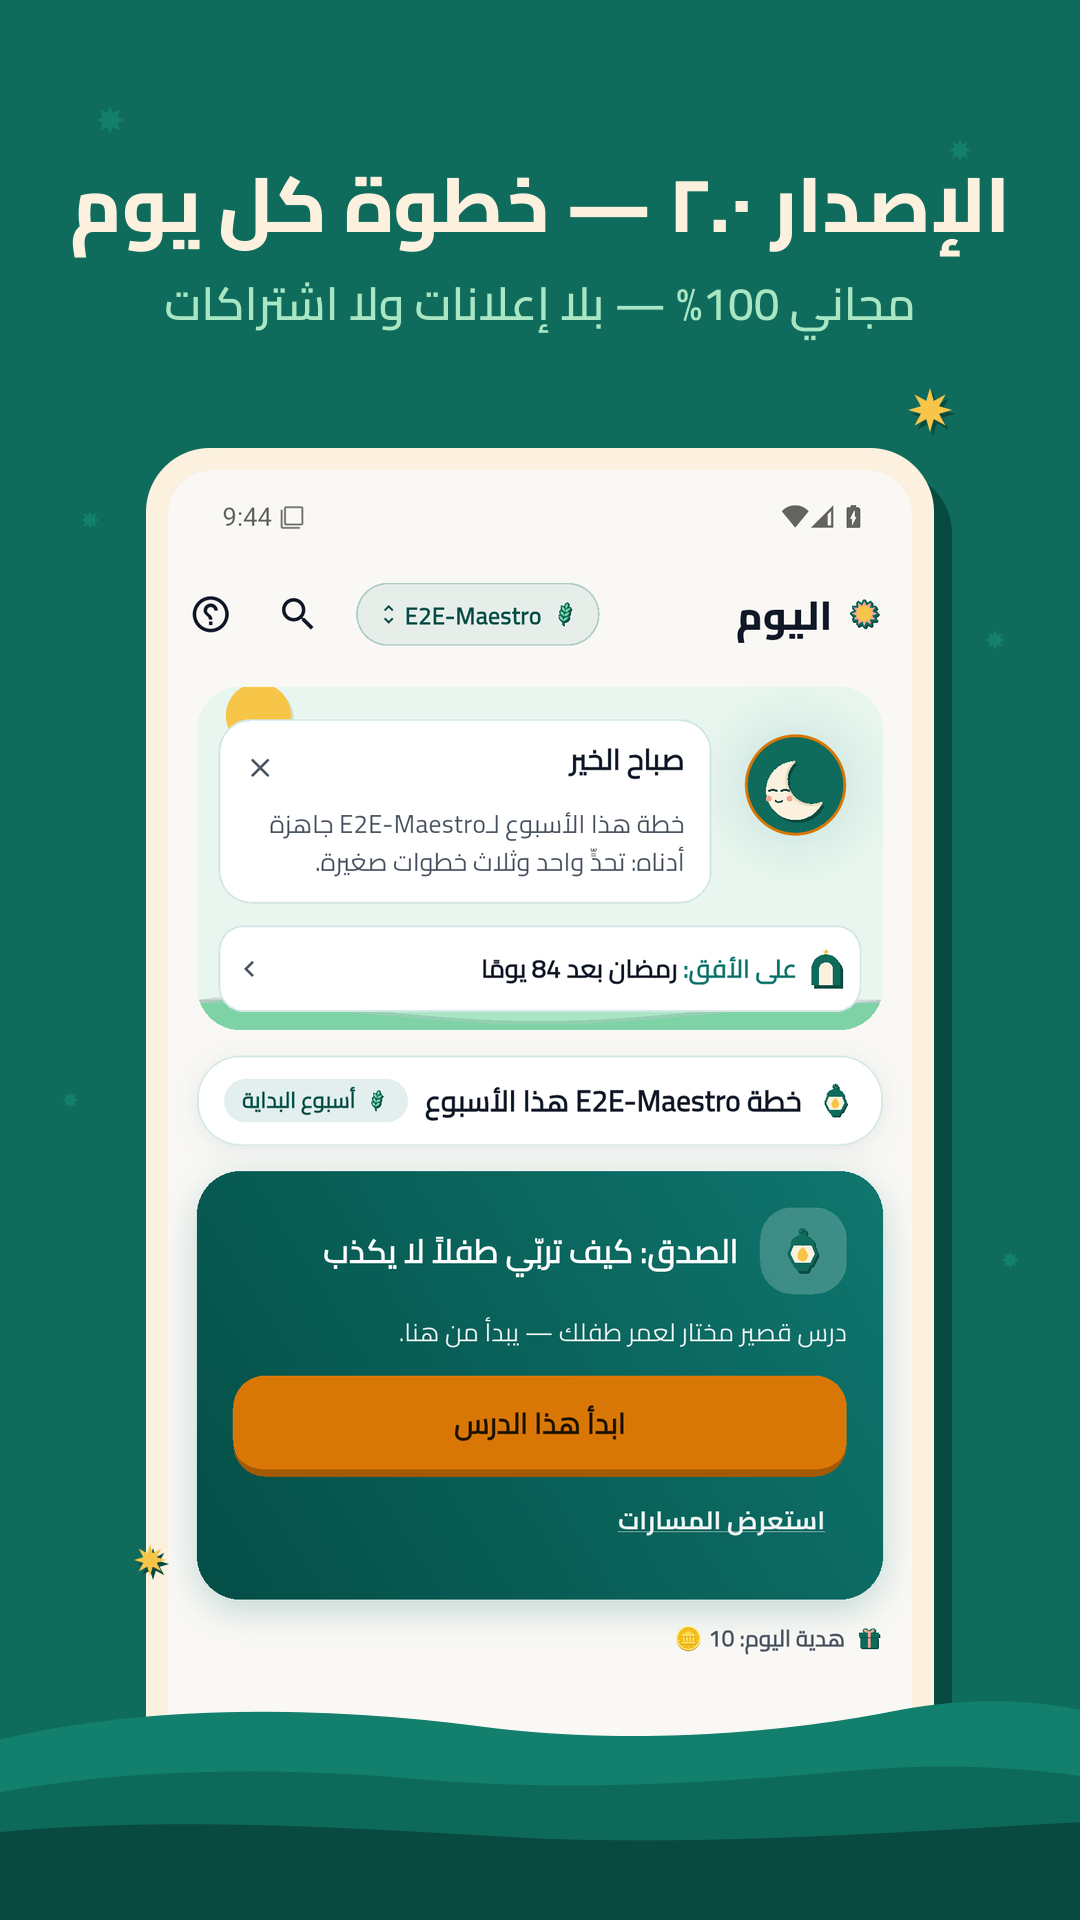 الإصدار ٢.٠ — خطوة كل يوم
مجاني 100% — بلا إعلانات ولا اشتراكات
9:44
اليوم
E2E-Maestro
صباح الخير
خطة هذا الأسبوع لـE2E-Maestro جاهزة
أدناه: تحدٍّ واحد وثلاث خطوات صغيرة.
على الأفق: رمضان بعد 84 يومًا
خطة E2E-Maestro هذا الأسبوع
أسبوع البداية
الصدق: كيف تربّي طفلاً لا يكذب
درس قصير مختار لعمر طفلك — يبدأ من هنا.
ابدأ هذا الدرس
استعرض المسارات
هدية اليوم: 10